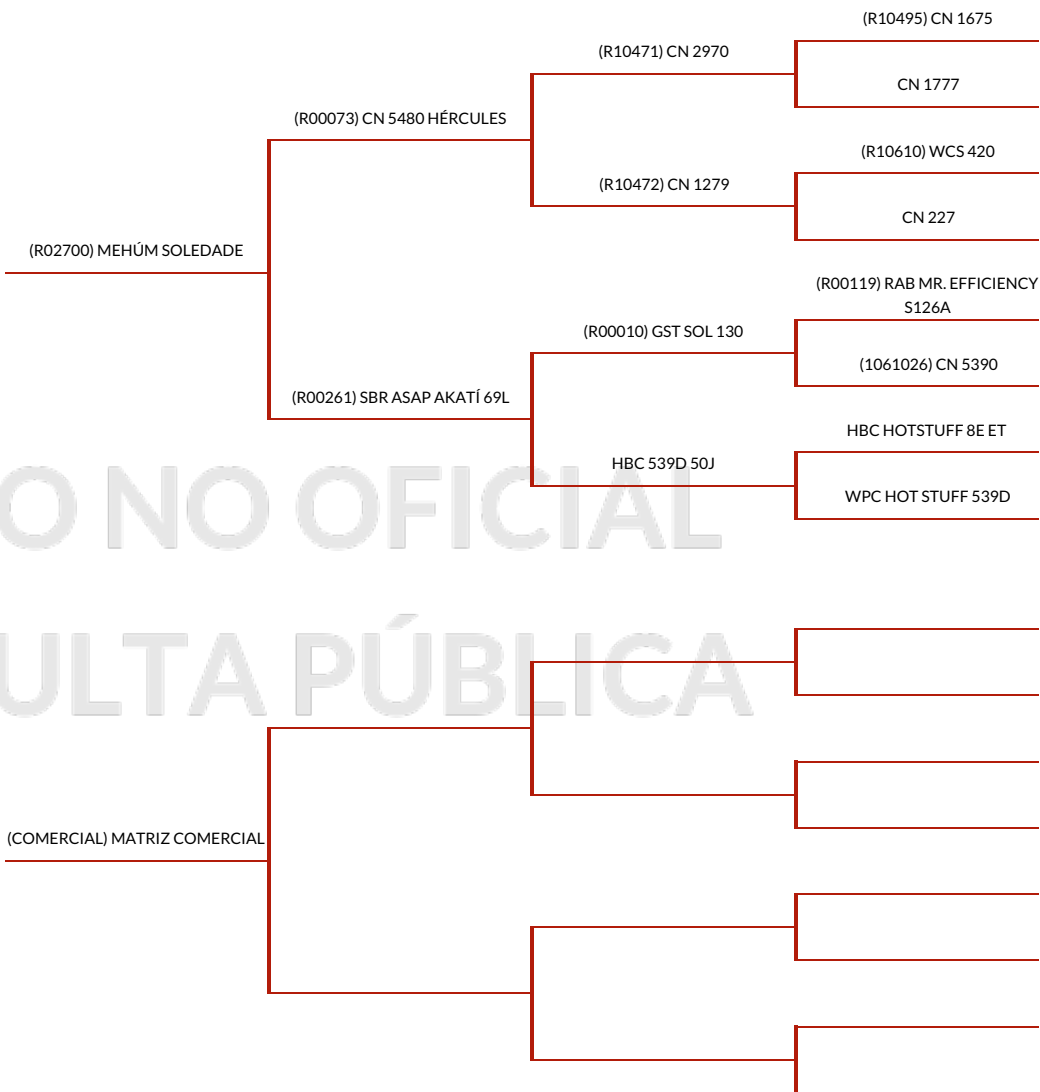 (R10495) CN 1675
(R10471) CN 2970
CN 1777
(R00073) CN 5480 HÉRCULES
(R10610) WCS 420
(R10472) CN 1279
CN 227
(R02700) MEHÚM SOLEDADE
(R00119) RAB MR. EFFICIENCY
S126A
(R00010) GST SOL 130
(1061026) CN 5390
(R00261) SBR ASAP AKATÍ 69L
HBC HOTSTUFF 8E ET
HBC 539D 50J
WPC HOT STUFF 539D
O NO OFICIAL
ULTA PÚBLICA
(COMERCIAL) MATRIZ COMERCIAL